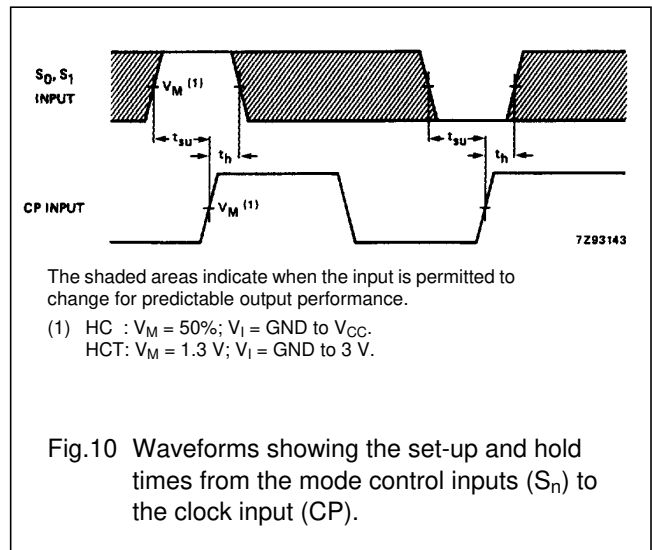 S0, S1
INPUT
VM (1)
tsu
th
tsu
th
CP INPUT
VM (1)
7Z93143
The shaded areas indicate when the input is permitted to
change for predictable output performance.
(1) HC : VM = 50%; VI = GND to VCC.
HCT: VM = 1.3 V; VI = GND to 3 V.
Fig.10 Waveforms showing the set-up and hold
times from the mode control inputs (Sn) to
the clock input (CP).